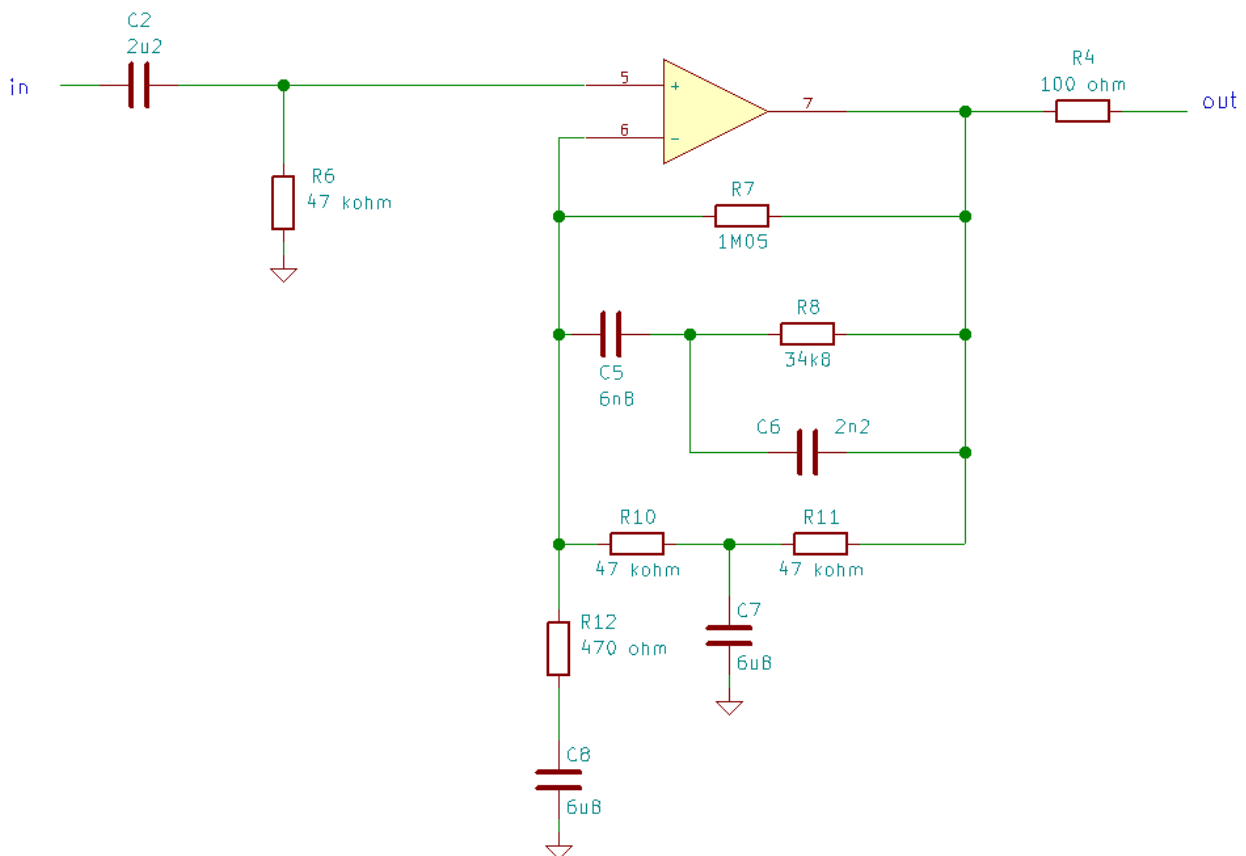 C2
2u2
in
R6
47 kohm
5
+
6
-
7
R4
100 ohm
out
R7
1M05
C5
6n8
R8
34k8
C6
2n2
R10
47 kohm
R11
47 kohm
R12
470 ohm
C7
6u8
C8
6u8